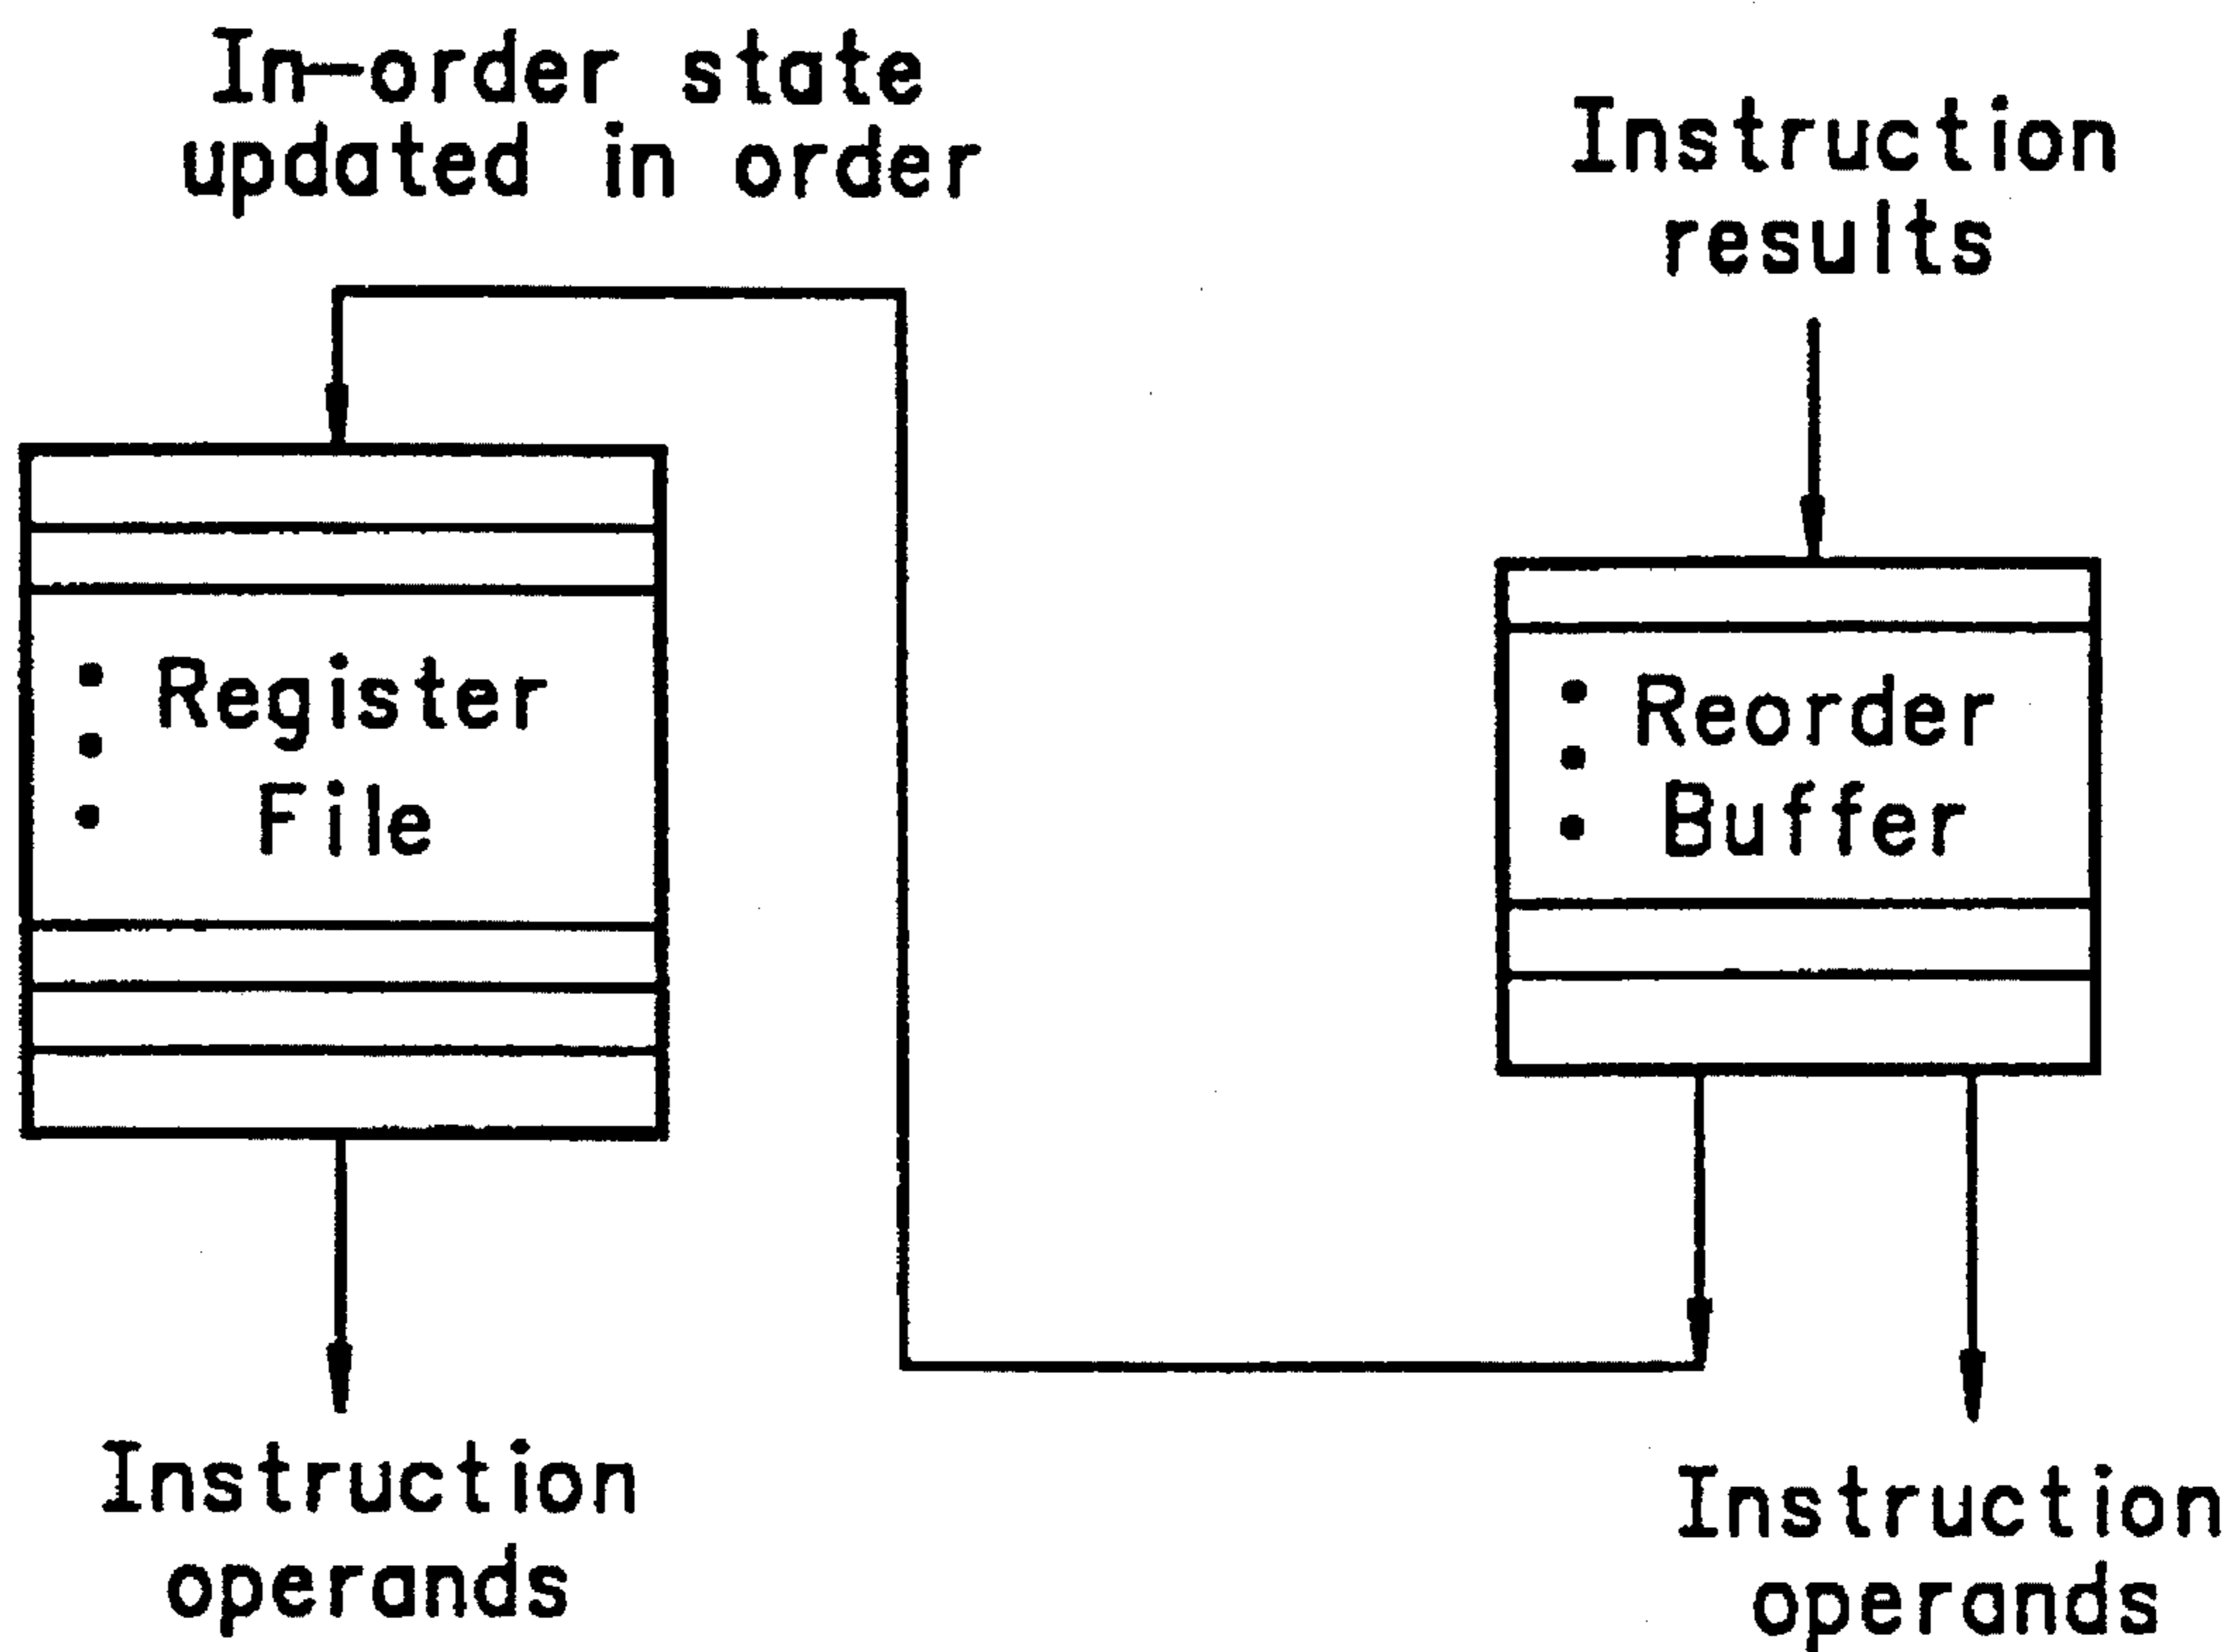 In-order state
updated in order
Instruction
results
Register
File
Reorder
Buffer
Instruction
operands
Instruction
operands